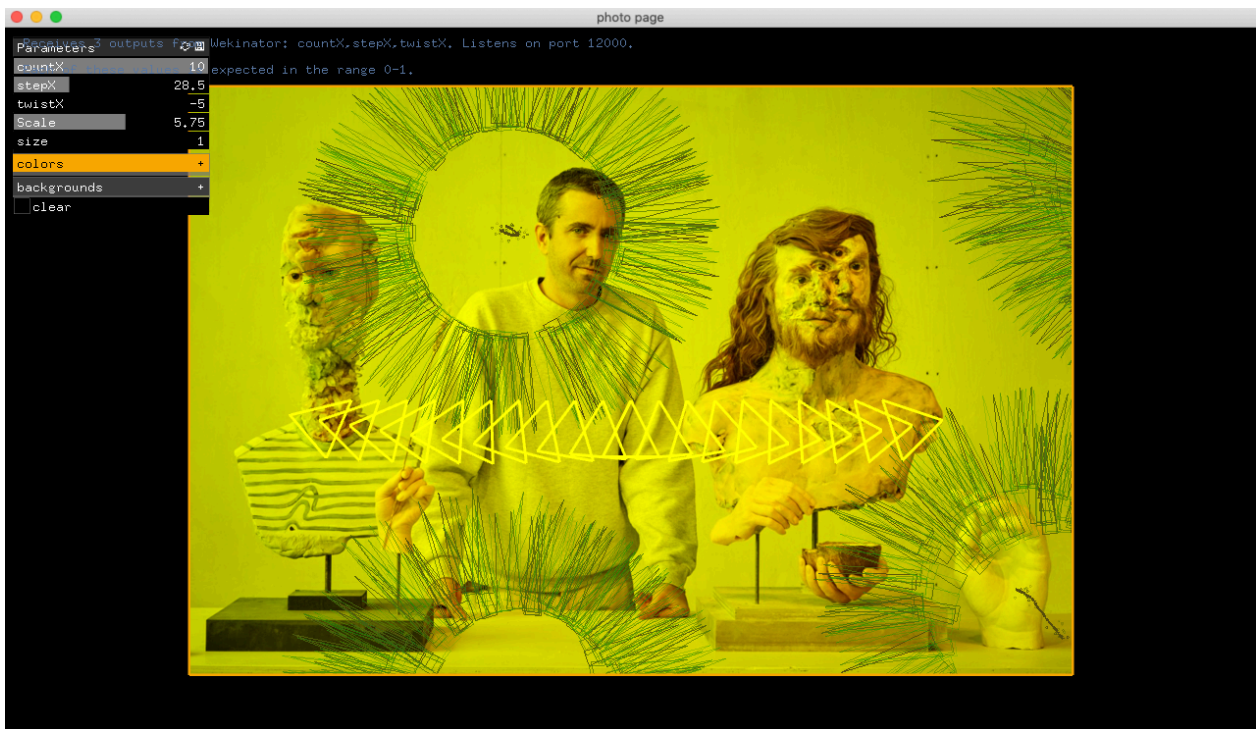 photo page
Receives 3 outputs from Wekinator: countX,stepX,twistX. Listens on port 12000.
Parameters
countX 10
expected in the range 0-1.
stepX 28.5
twistX -5
Scale 5.75
size 1
colors +
backgrounds +
clear